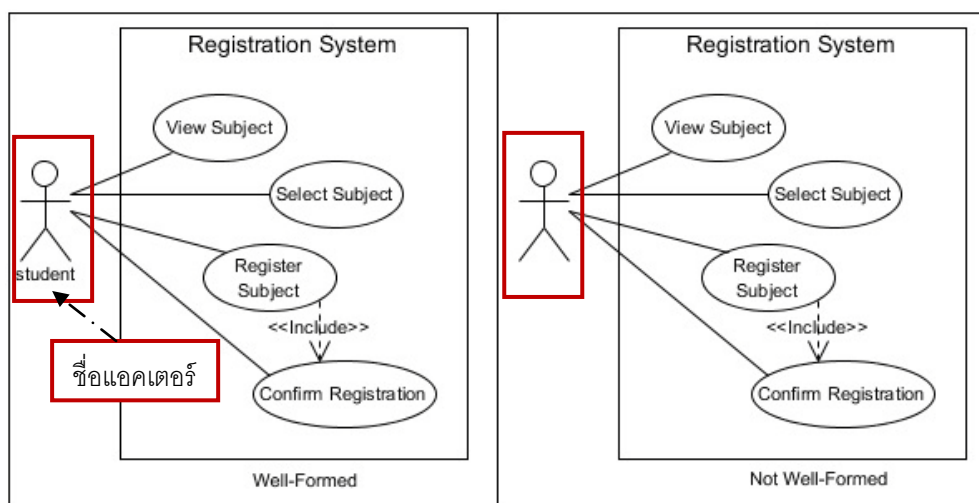 Registration System
View Subject
Select Subject
student
Register
Subject
<<Include>>
ชื่อแอคเตอร์
Confirm Registration
Well-Formed
Registration System
View Subject
Select Subject
Register
Subject
<<Include>>
Confirm Registration
Not Well-Formed